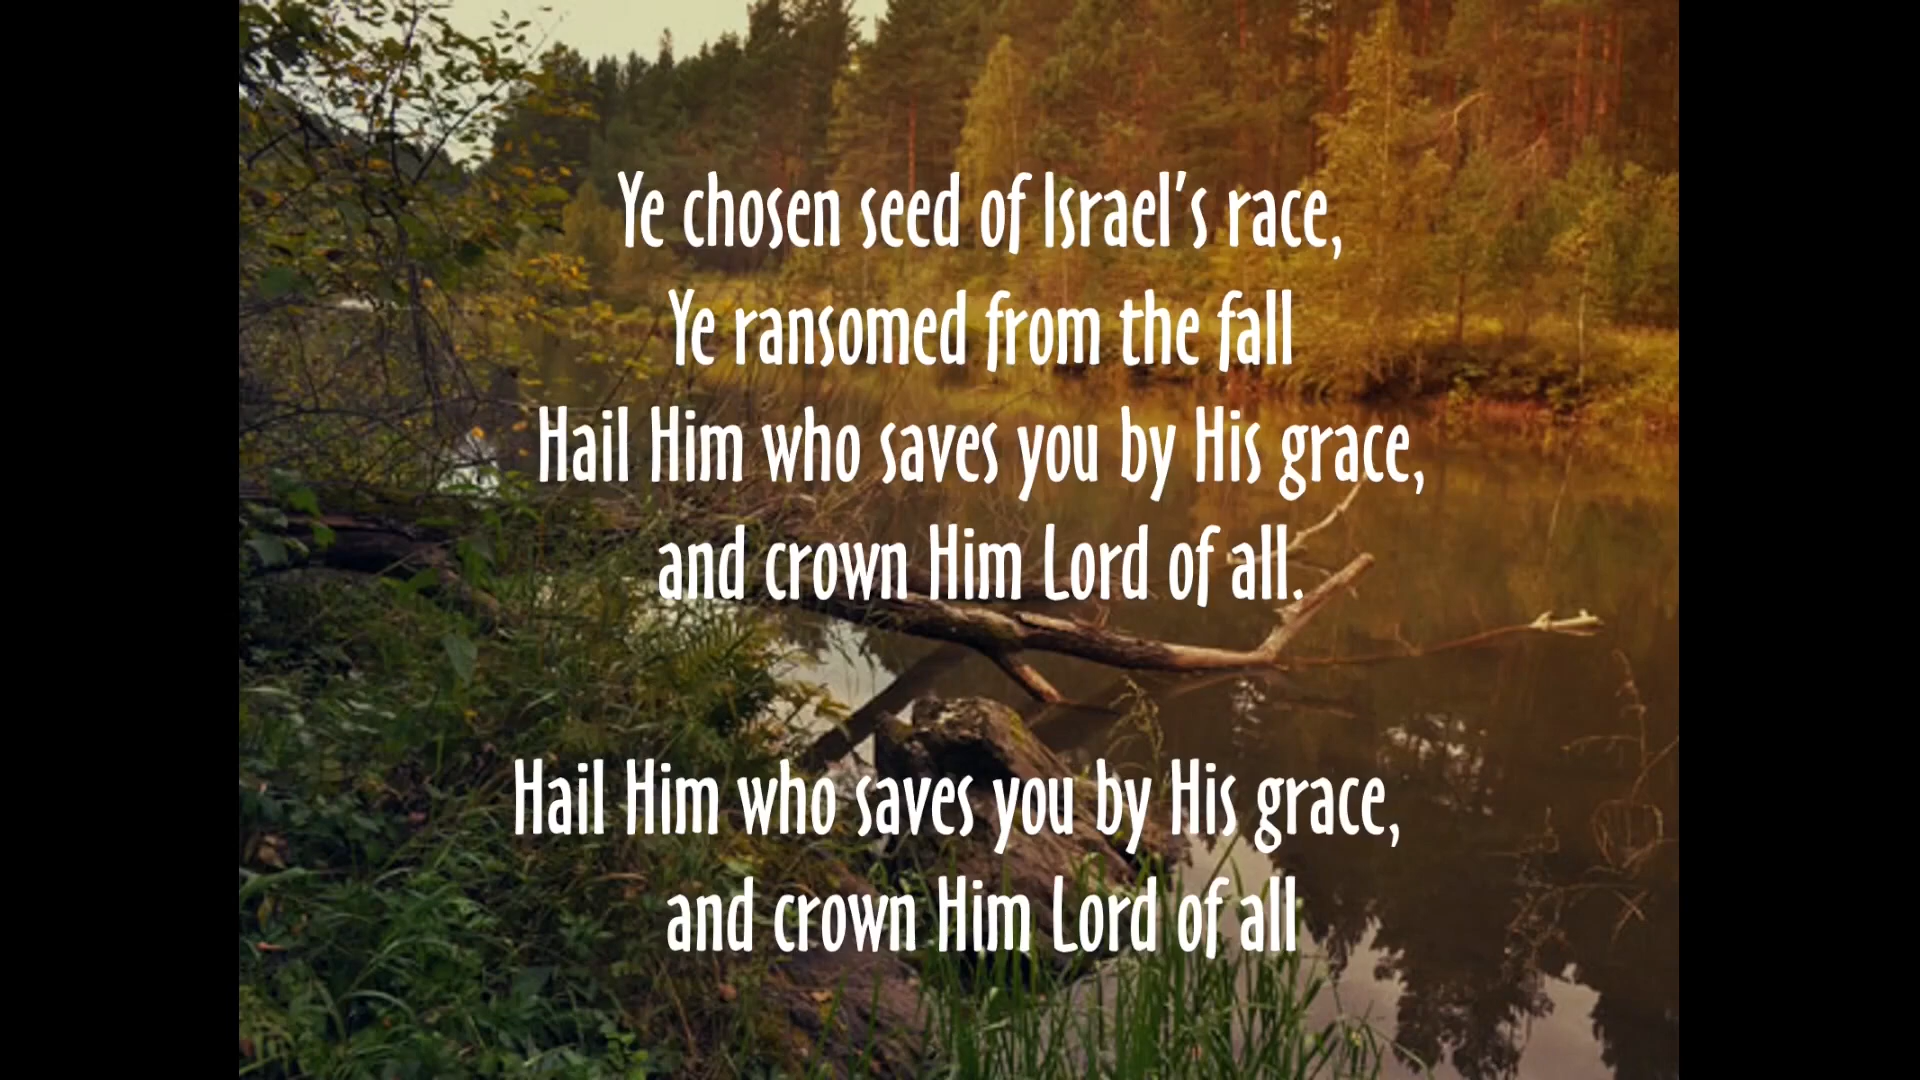 Ye chosen seed of Israel's race,
Ye ransomed from the fall
Hail Him who saves you by His grace,
and crown Him Lord of all.
Hail Him who saves you by His grace,
and crown Him Lord of all